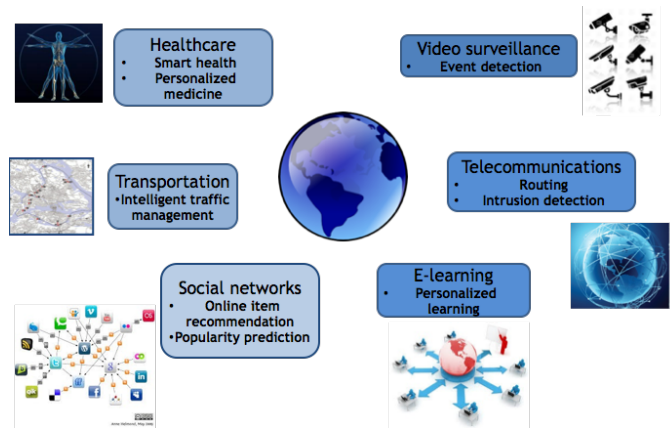 Healthcare
• Smart health
• Personalized
medicine
Video surveillance
• Event detection
Transportation
•Intelligent traffic
management
Telecommunications
• Routing
• Intrusion detection
Social networks
• Online item
recommendation
•Popularity prediction
E-learning
• Personalized
learning